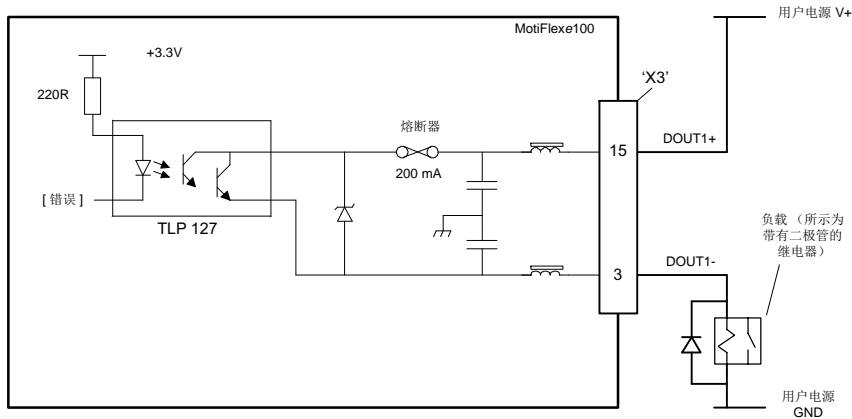 用户电源 V+
MotiFlexe100
+3.3V
'X3'
220R
熔断器
15
DOUT1+
200 mA
[ 错误 ]
TLP 127
负载 （所示为
带有二极管的
继电器）
3
DOUT1-
用户电源
GND